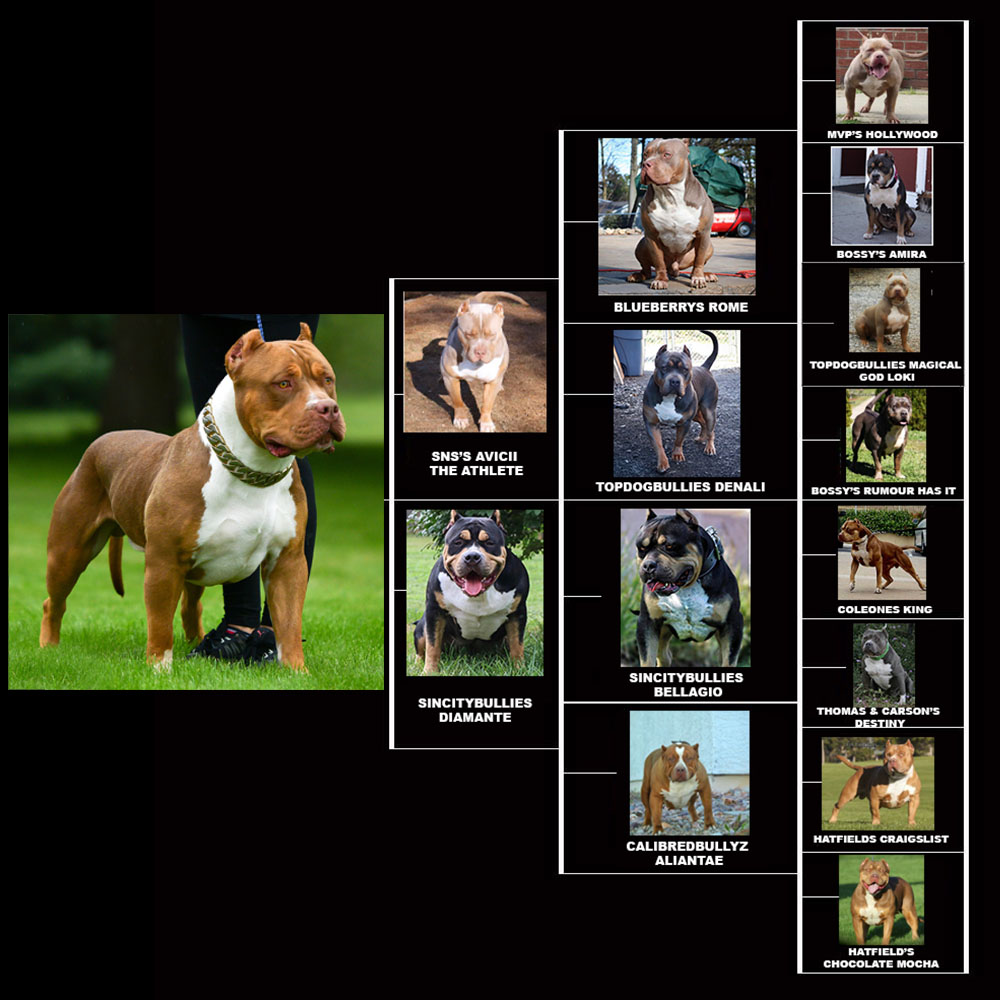 MVP'S HOLLYWOOD
BOSSY'S AMIRA
BLUEBERRYS ROME
TOPDOGBULLIES MAGICAL
GOD LOKI
SNS'S AVICII
THE ATHLETE
TOPDOGBULLIES DENALI
BOSSY'S RUMOUR HAS IT
COLEONES KING
SINCITYBULLIES
DIAMANTE
SINCITYBULLIES
BELLAGIO
THOMAS & CARSON'S
DESTINY
CALIBREDBULLYZ
ALIANTAE
HATFIELDS CRAIGSLIST
HATFIELD'S
CHOCOLATE MOCHA